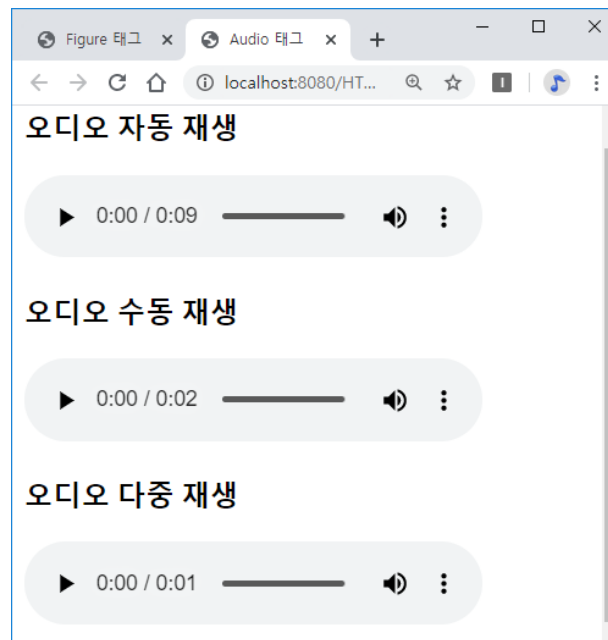 Figure 태그
Audio 태그
localhost:8080/HT...
오디오 자동 재생
0:00 / 0:09
오디오 수동 재생
0:00 / 0:02
오디오 다중 재생
0:00 / 0:01